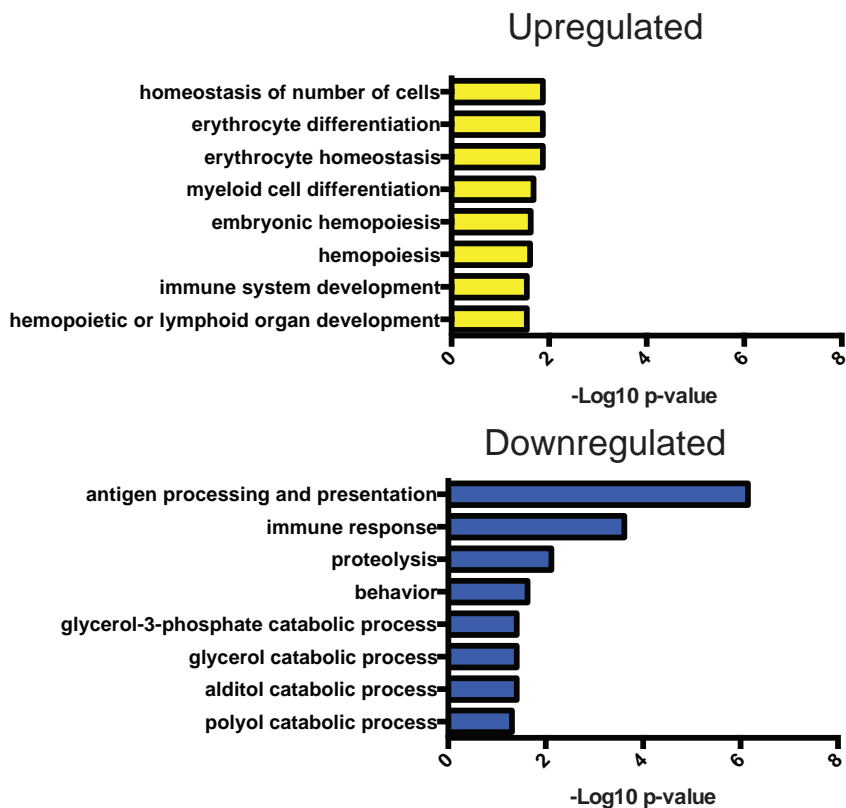 Upregulated
homeostasis of number of cells
erythrocyte differentiation
erythrocyte homeostasis
myeloid cell differentiation
embryonic hemopoiesis
hemopoiesis
immune system development
hemopoietic or lymphoid organ development
0 2 4 6 8
-Log10 p-value
Downregulated
antigen processing and presentation
immune response
proteolysis
behavior
glycerol-3-phosphate catabolic process
glycerol catabolic process
alditol catabolic process
polyol catabolic process
0 2 4 6 8
-Log10 p-value